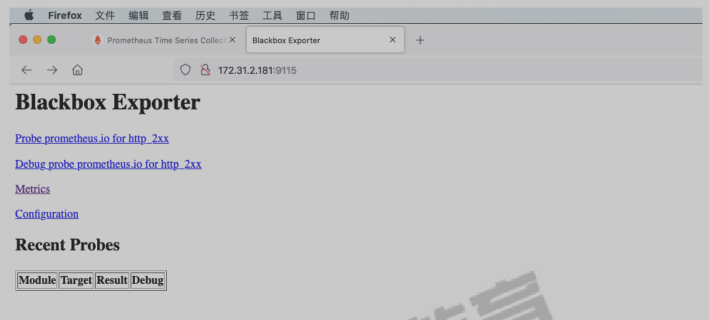 Firefox 文件 编辑 查看 历史 书签 工具 窗口 帮助
Prometheus Time Series Collec
Blackbox Exporter
172.31.2.181:9115
Blackbox Exporter
Probe prometheus.io for http_2xx
Debug probe prometheus.io for http_2xx
Metrics
Configuration
Recent Probes
Module Target Result Debug